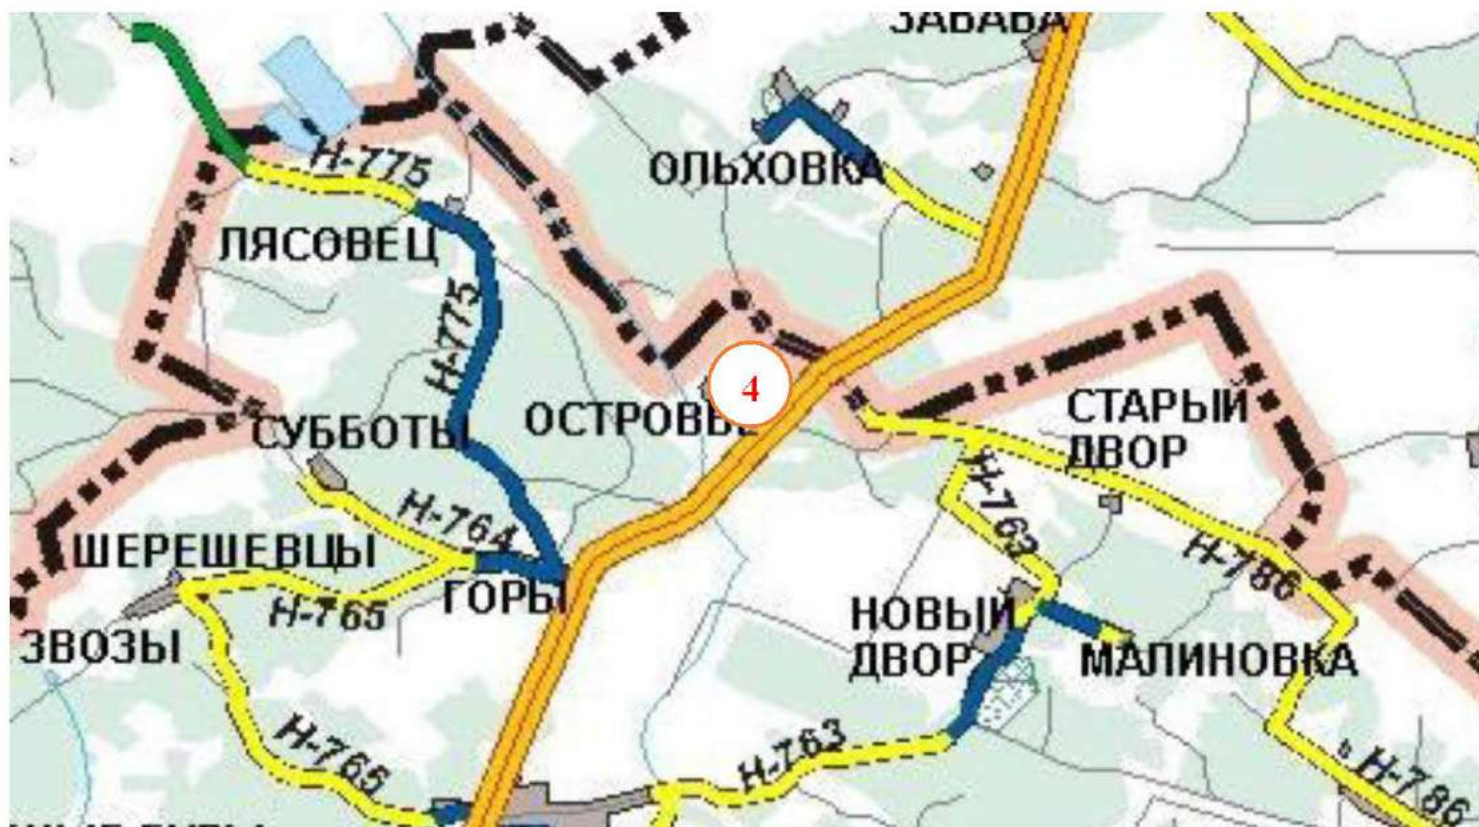 ЗАБАВА
Н-775
ОЛЬХОВКА
ЛЯСОВЕЦ
Н-775
4
СУББОТЫ
СТАРЫЙ
ДВОР
Н-764
Н-763
ШЕРЕШЕВЦЫ
Н-786
ГОРЫ
Н-765
НОВЫЙ
ДВОР
ЗВОЗЫ
МАЛИНОВКА
Н-765
Н-763
Н-786